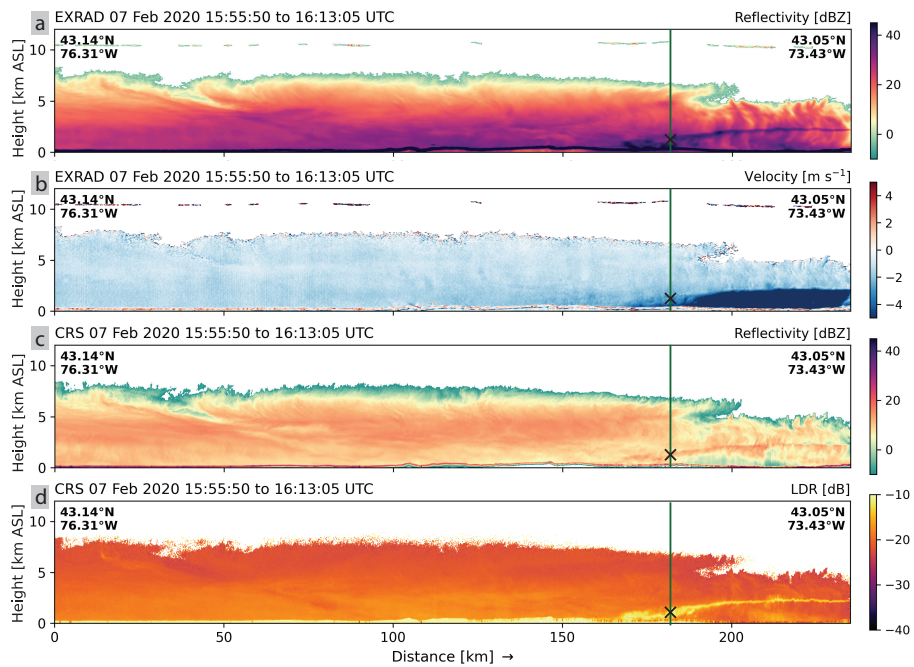 a EXRAD 07 Feb 2020 15:55:50 to 16:13:05 UTC Reflectivity [dBZ]
43.14°N 43.05°N
76.31°W 73.43°W
Height [km ASL]
10
5
0
40
20
0
b EXRAD 07 Feb 2020 15:55:50 to 16:13:05 UTC Velocity [m s⁻¹]
43.14°N 43.05°N
76.31°W 73.43°W
Height [km ASL]
10
5
0
4
2
0
−2
−4
c CRS 07 Feb 2020 15:55:50 to 16:13:05 UTC Reflectivity [dBZ]
43.14°N 43.05°N
76.31°W 73.43°W
Height [km ASL]
10
5
0
40
20
0
d CRS 07 Feb 2020 15:55:50 to 16:13:05 UTC LDR [dB]
43.14°N 43.05°N
76.31°W 73.43°W
Height [km ASL]
10
5
0
−10
−20
−30
−40
0 50 100 150 200
Distance [km] →